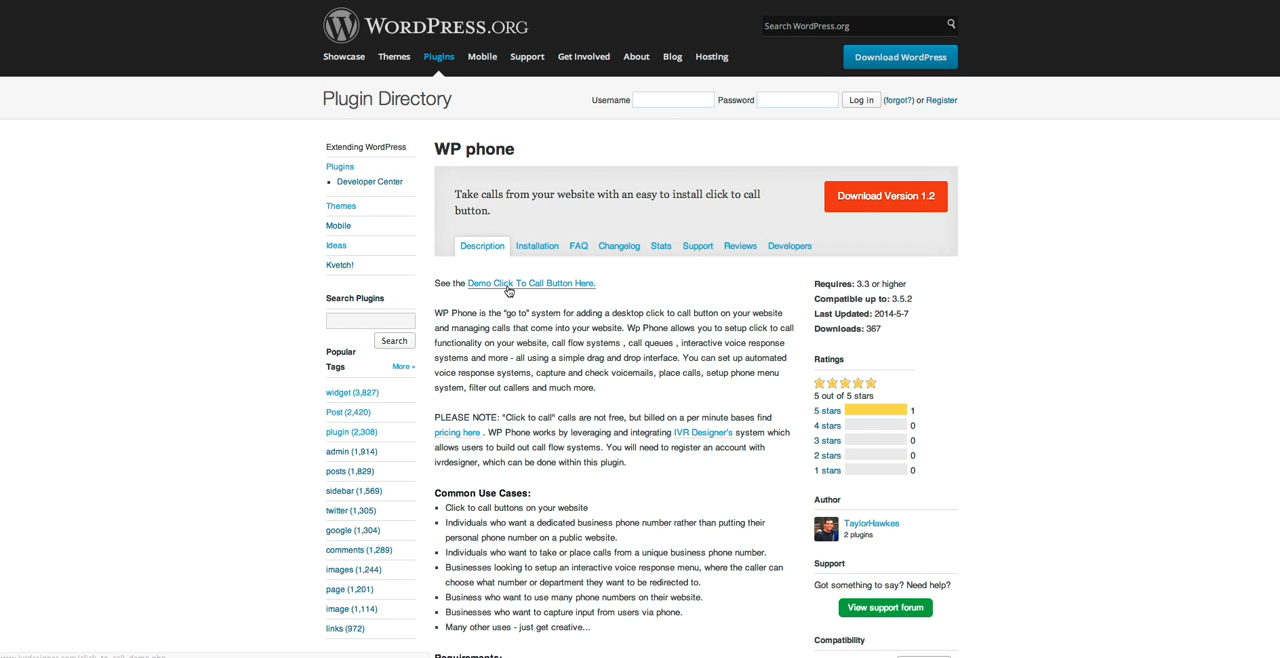 WORDPRESS.ORG
Search WordPress.org
Showcase Themes Plugins Mobile Support Get Involved About Blog Hosting
Download WordPress
Plugin Directory
Username Password Log in (forgot?) or Register
Extending WordPress
Plugins
Developer Center
Themes
Mobile
Ideas
Kvetch!
Search Plugins
Search
Popular
Tags More »
widget (3,827)
Post (2,420)
plugin (2,308)
admin (1,914)
posts (1,829)
sidebar (1,569)
twitter (1,305)
google (1,304)
comments (1,289)
images (1,244)
page (1,201)
image (1,114)
links (972)
WP phone
Take calls from your website with an easy to install click to call
button.
Download Version 1.2
Description Installation FAQ Changelog Stats Support Reviews Developers
See the Demo Click To Call Button Here.
WP Phone is the "go to" system for adding a desktop click to call button on your website
and managing calls that come into your website. Wp Phone allows you to setup click to call
functionality on your website, call flow systems , call queues , interactive voice response
systems and more - all using a simple drag and drop interface. You can set up automated
voice response systems, capture and check voicemails, place calls, setup phone menu
system, filter out callers and much more.
PLEASE NOTE: "Click to call" calls are not free, but billed on a per minute bases find
pricing here . WP Phone works by leveraging and integrating IVR Designer's system which
allows users to build out call flow systems. You will need to register an account with
ivrdesigner, which can be done within this plugin.
Common Use Cases:
Click to call buttons on your website
Individuals who want a dedicated business phone number rather than putting their
personal phone number on a public website.
Individuals who want to take or place calls from a unique business phone number.
Businesses looking to setup an interactive voice response menu, where the caller can
choose what number or department they want to be redirected to.
Business who want to use many phone numbers on their website.
Businesses who want to capture input from users via phone.
Many other uses - just get creative...
Requirements:
Requires: 3.3 or higher
Compatible up to: 3.5.2
Last Updated: 2014-5-7
Downloads: 367
Ratings
5 out of 5 stars
5 stars 1
4 stars 0
3 stars 0
2 stars 0
1 stars 0
Author
TaylorHawkes
2 plugins
Support
Got something to say? Need help?
View support forum
Compatibility